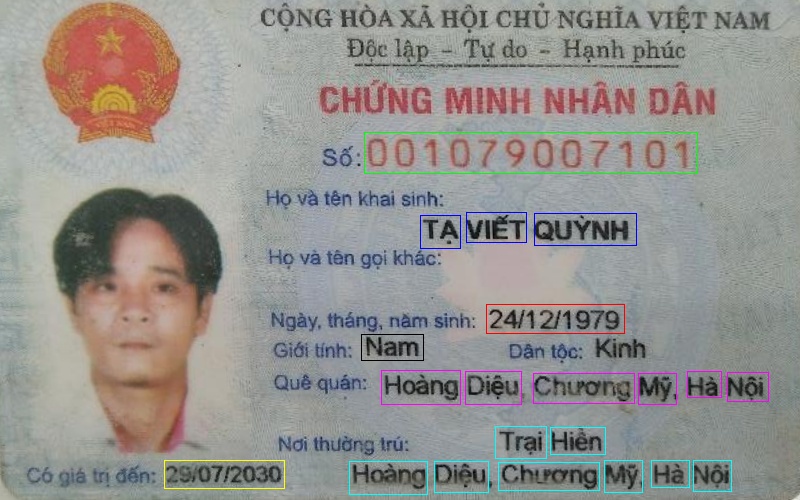 CỘNG HÒA XÃ HỘI CHỦ NGHĨA VIỆT NAM
Độc lập - Tự do - Hạnh phúc
CHỨNG MINH NHÂN DÂN
Số: 001079007101
Họ và tên khai sinh:
TẠ VIẾT QUỲNH
Họ và tên gọi khác:
Ngày, tháng, năm sinh: 24/12/1979
Giới tính: Nam Dân tộc: Kinh
Quê quán: Hoàng Diệu, Chương Mỹ, Hà Nội
Nơi thường trú: Trại Hiền
Có giá trị đến: 29/07/2030 Hoàng Diệu, Chương Mỹ, Hà Nội